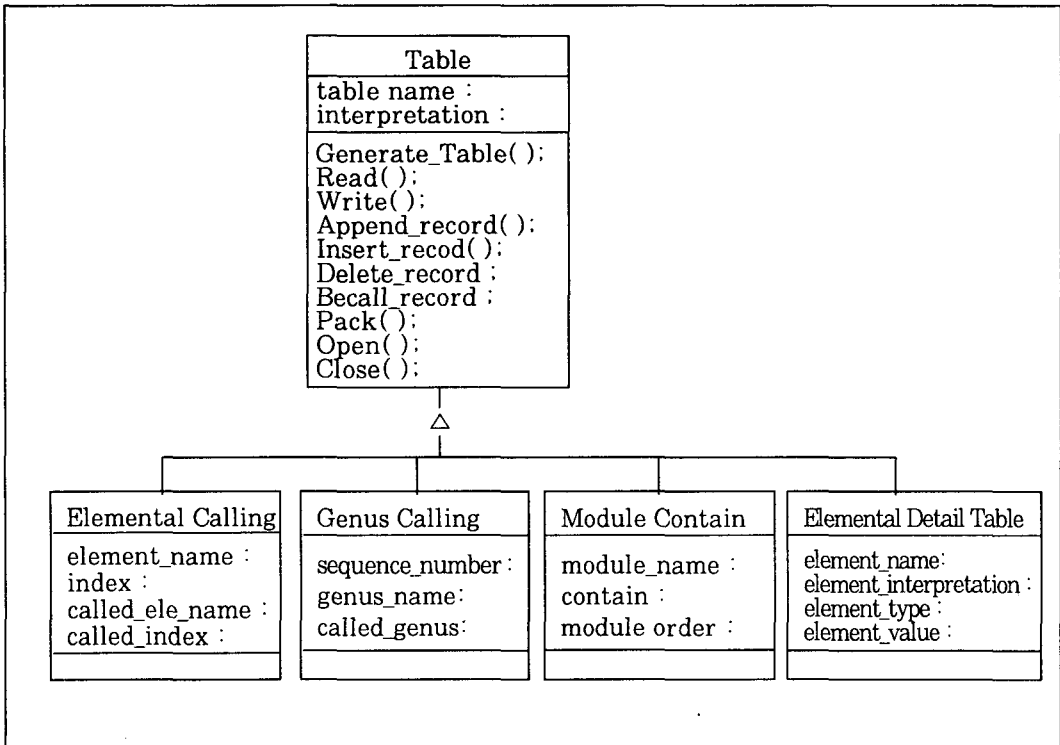 Table
table name :
interpretation :
Generate_Table( );
Read( );
Write( );
Append_record( );
Insert_recod( );
Delete_record ;
Becall_record ;
Pack( );
Open( );
Close( );
Elemental Calling
element_name :
index :
called_ele_name :
called_index :
Genus Calling
sequence_number :
genus_name:
called_genus:
Module Contain
module_name :
contain :
module order :
Elemental Detail Table
element_name:
element_interpretation :
element_type :
element_value :